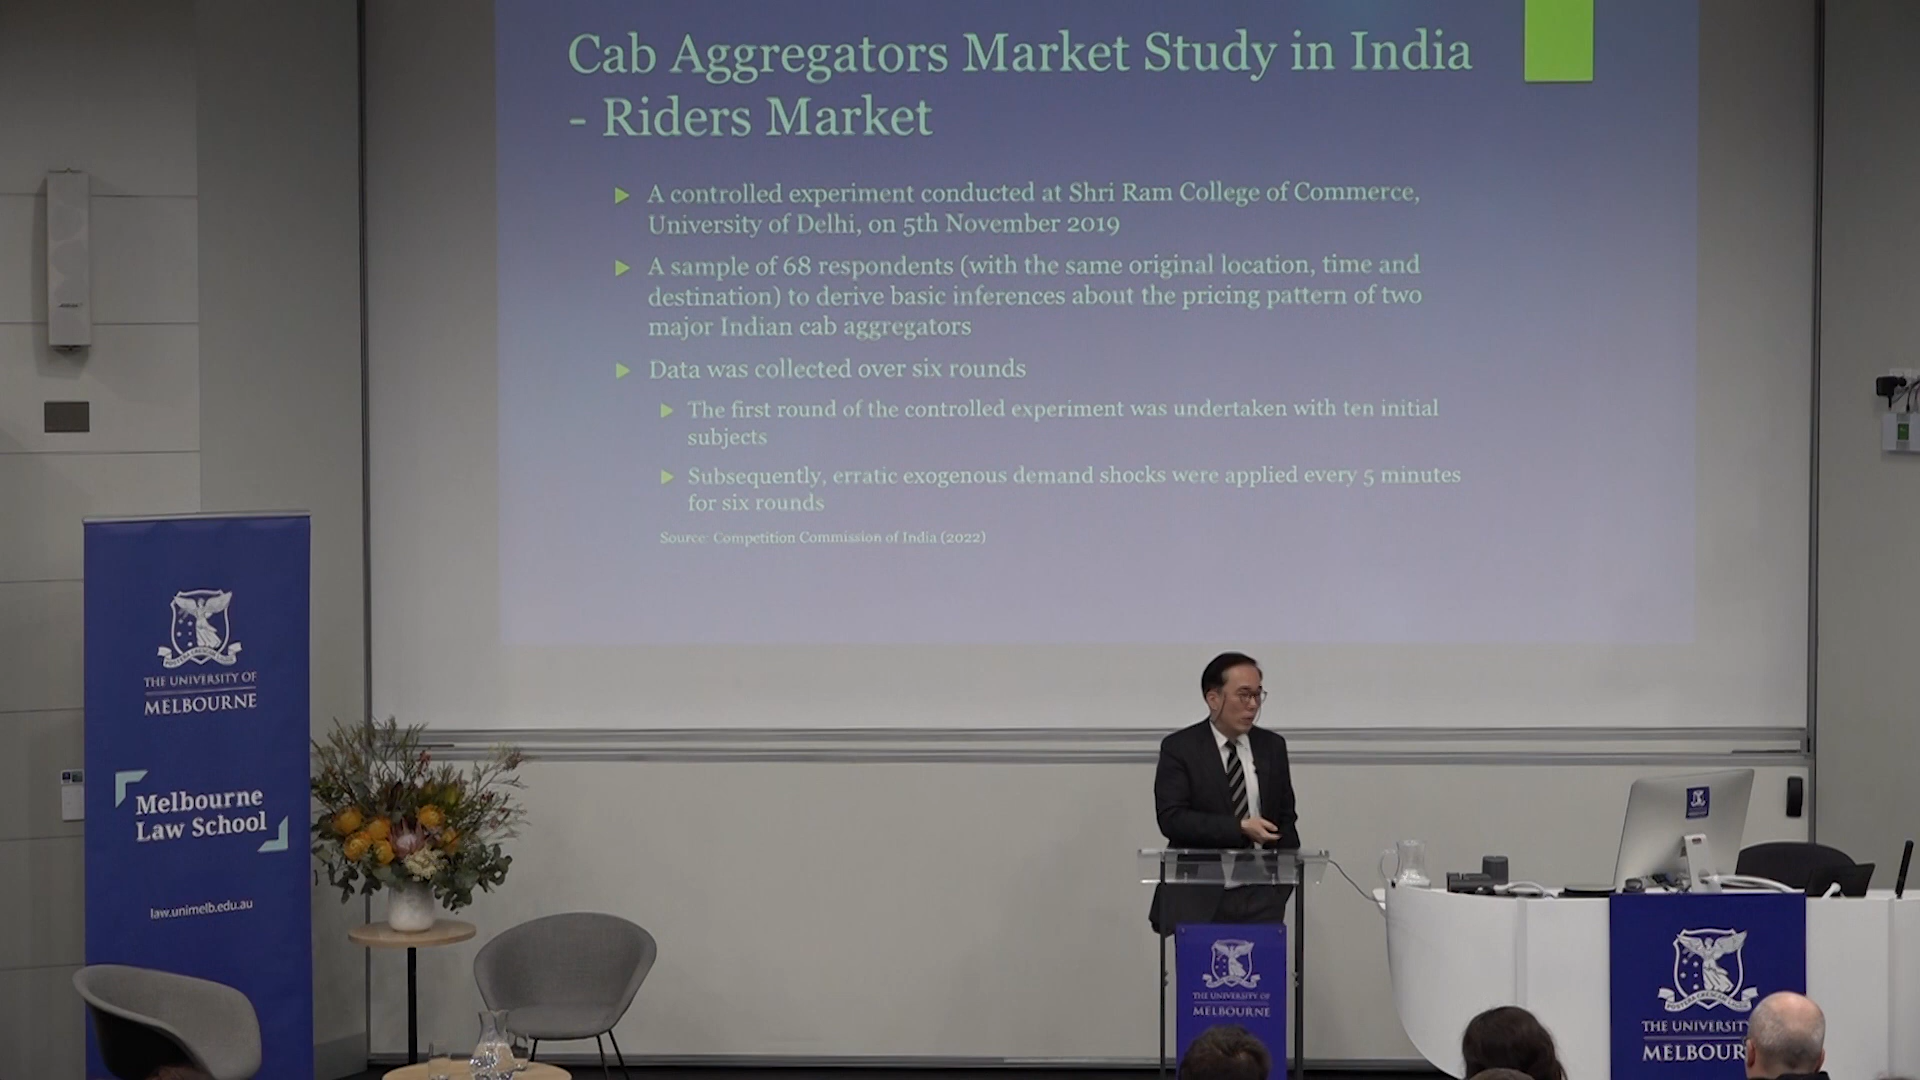 Cab Aggregators Market Study in India
- Riders Market
A controlled experiment conducted at Shri Ram College of Commerce,
University of Delhi, on 5th November 2019
A sample of 68 respondents (with the same original location, time and
destination) to derive basic inferences about the pricing pattern of two
major Indian cab aggregators
Data was collected over six rounds
The first round of the controlled experiment was undertaken with ten initial
subjects
Subsequently, erratic exogenous demand shocks were applied every 5 minutes
for six rounds
Source: Competition Commission of India (2022)
THE UNIVERSITY OF
MELBOURNE
Melbourne
Law School
law.unimelb.edu.au
THE UNIVERSITY OF
MELBOURNE
POSTERA CRESCAM LAUDE
THE UNIVERSITY
MELBOUR